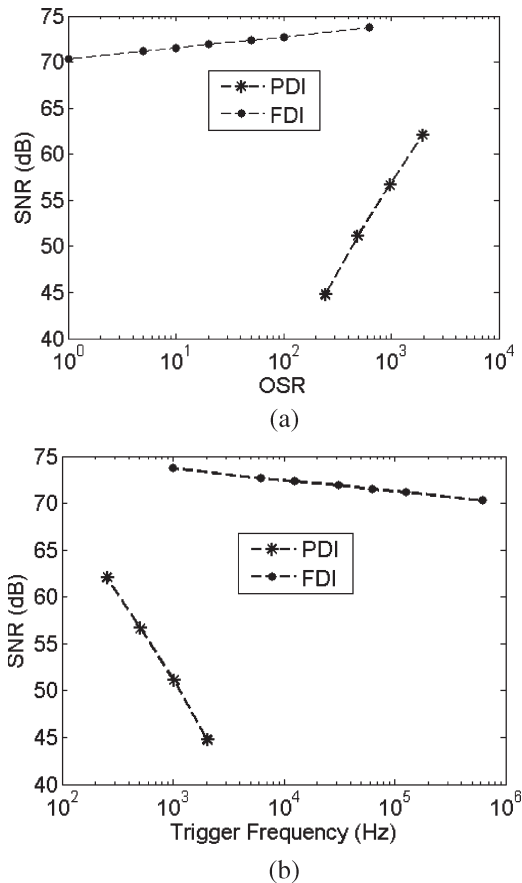 75
70
65
60
55
50
45
40
SNR (dB)
PDI
FDI
10^0 10^1 10^2 10^3 10^4
OSR
(a)
75
70
65
60
55
50
45
40
SNR (dB)
PDI
FDI
10^2 10^3 10^4 10^5 10^6
Trigger Frequency (Hz)
(b)